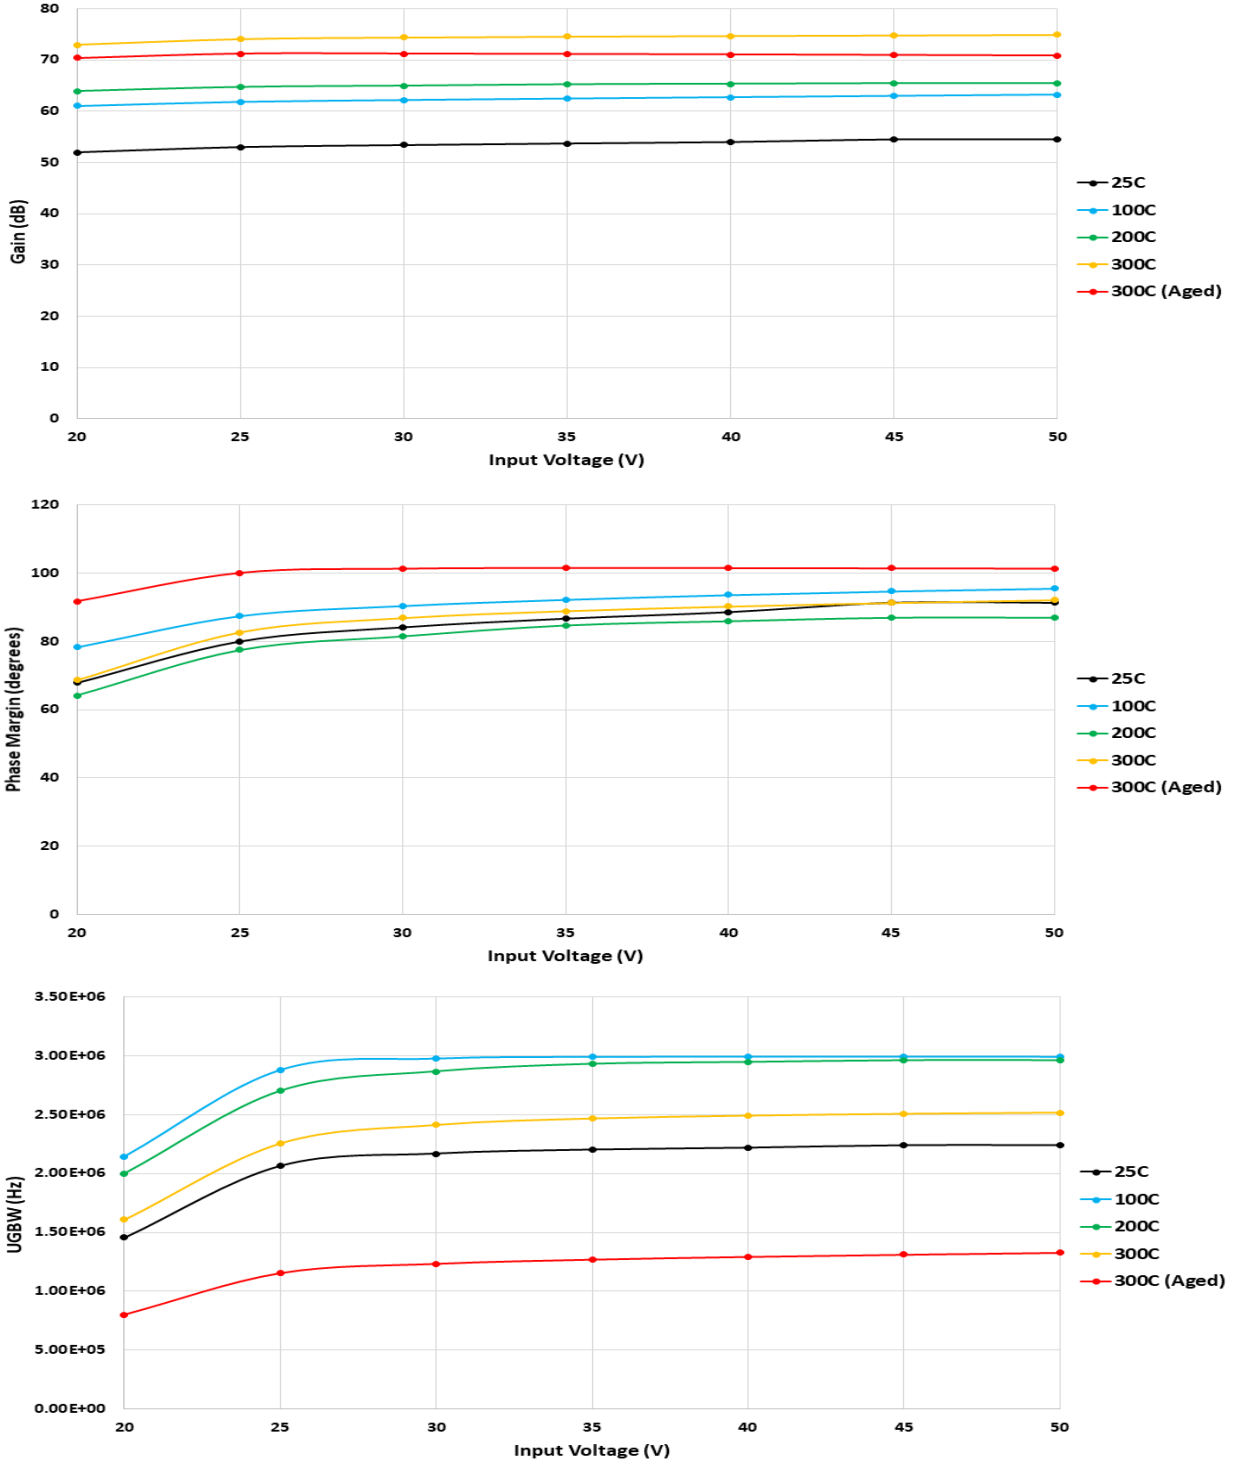 80
70
60
50
40
30
20
10
0
Gain (dB)
20 25 30 35 40 45 50
Input Voltage (V)
25C
100C
200C
300C
300C (Aged)
120
100
80
60
40
20
0
Phase Margin (degrees)
20 25 30 35 40 45 50
Input Voltage (V)
25C
100C
200C
300C
300C (Aged)
3.50E+06
3.00E+06
2.50E+06
2.00E+06
1.50E+06
1.00E+06
5.00E+05
0.00E+00
UGBW (Hz)
20 25 30 35 40 45 50
Input Voltage (V)
25C
100C
200C
300C
300C (Aged)